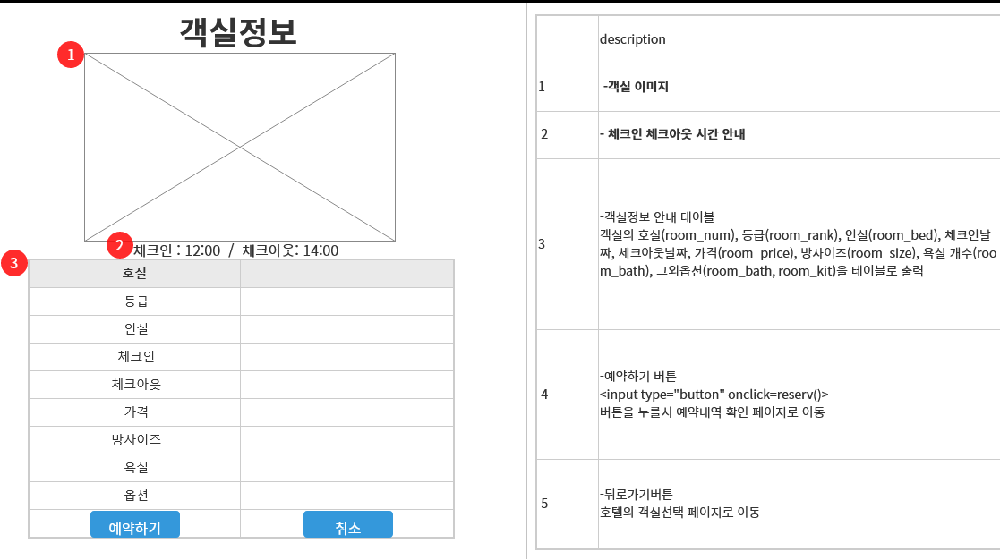 객실정보
1
2
체크인 : 12:00 / 체크아웃: 14:00
3
호실
등급
인실
체크인
체크아웃
가격
방사이즈
욕실
옵션
예약하기
취소
description
1
-객실 이미지
2
- 체크인 체크아웃 시간 안내
3
-객실정보 안내 테이블
객실의 호실(room_num), 등급(room_rank), 인실(room_bed), 체크인날
짜, 체크아웃날짜, 가격(room_price), 방사이즈(room_size), 욕실 개수(roo
m_bath), 그외옵션(room_bath, room_kit)을 테이블로 출력
4
-예약하기 버튼
<input type="button" onclick=reserv()>
버튼을 누를시 예약내역 확인 페이지로 이동
5
-뒤로가기버튼
호텔의 객실선택 페이지로 이동